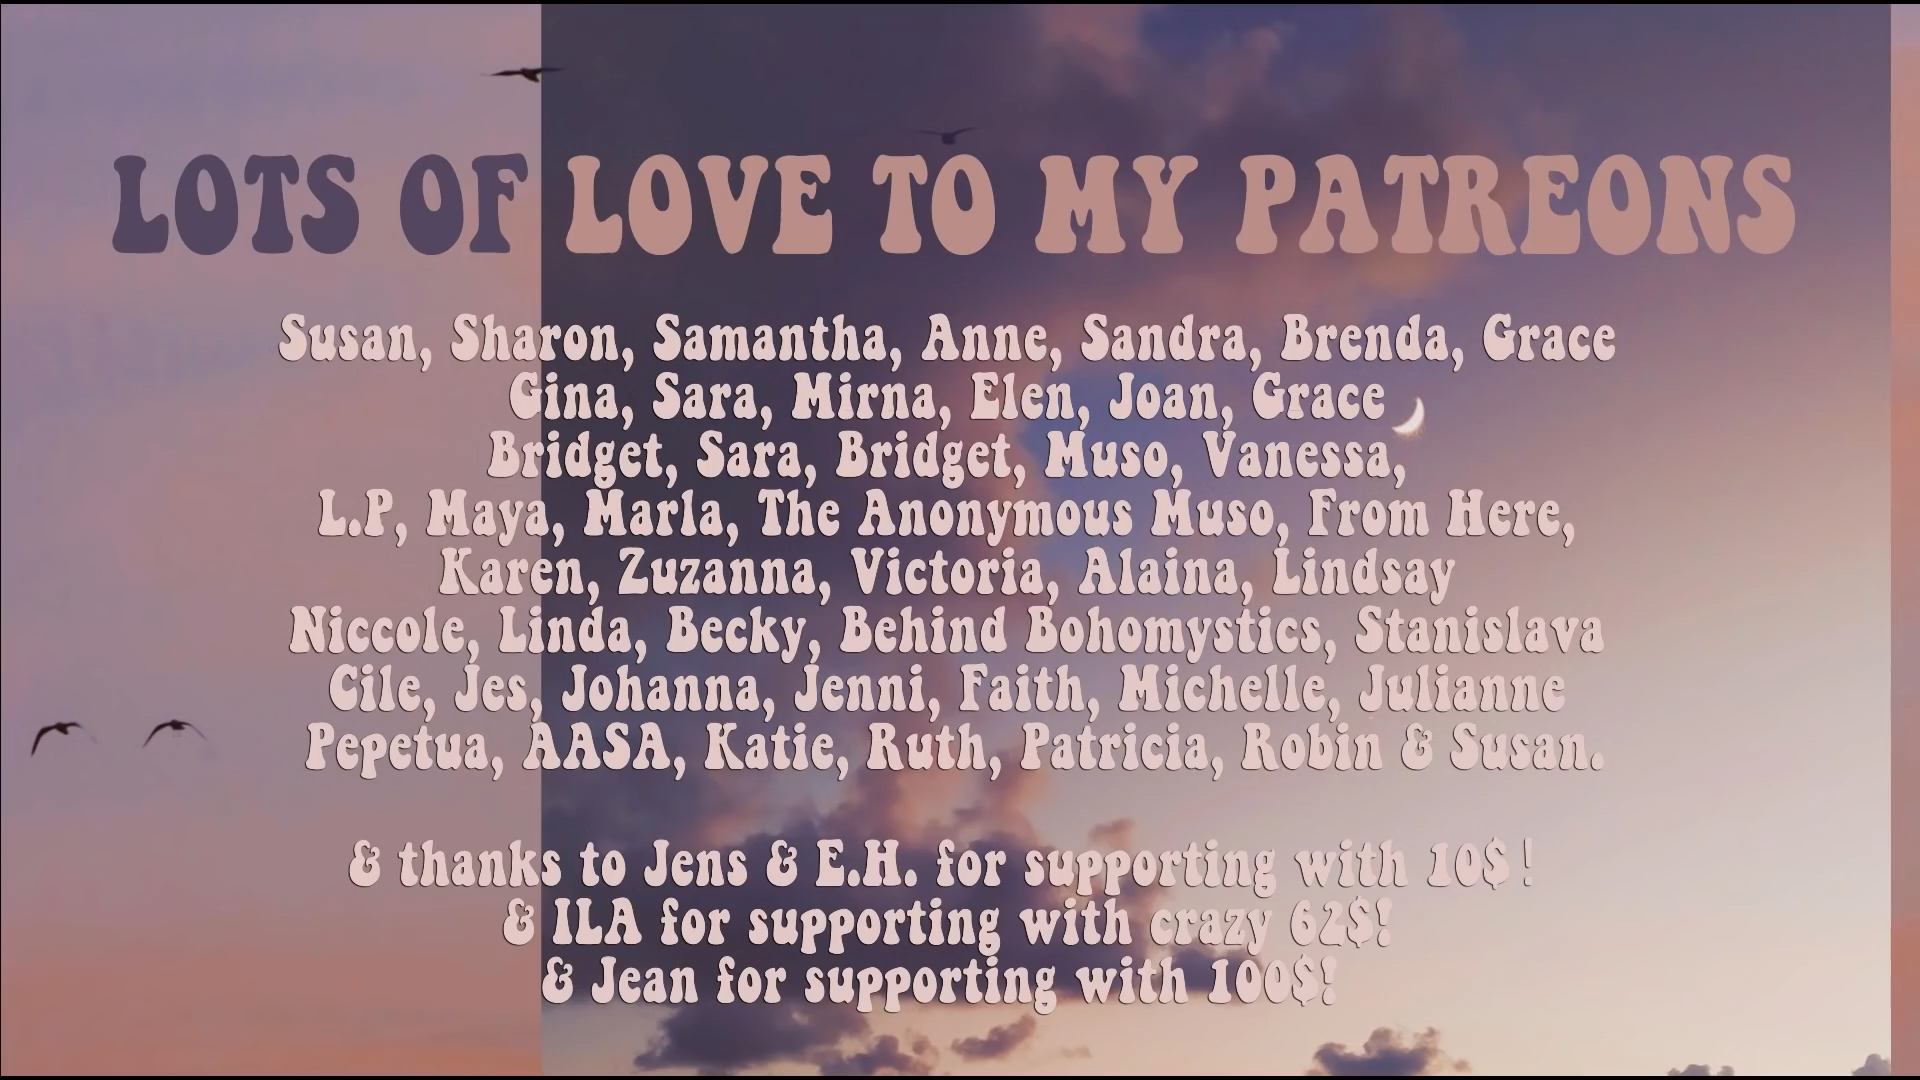 LOTS OF LOVE TO MY PATREONS
Susan, Sharon, Samantha, Anne, Sandra, Brenda, Grace
Gina, Sara, Mirna, Elen, Joan, Grace
Bridget, Sara, Bridget, Muso, Vanessa,
L.P, Maya, Marla, The Anonymous Muso, From Here,
Karen, Zuzanna, Victoria, Alaina, Lindsay
Niccole, Linda, Becky, Behind Bohomystics, Stanislava
Cile, Jes, Johanna, Jenni, Faith, Michelle, Julianne
Pepetua, AASA, Katie, Ruth, Patricia, Robin & Susan.
& thanks to Jens & E.H. for supporting with 10$ !
& ILA for supporting with crazy 62$!
& Jean for supporting with 100$!